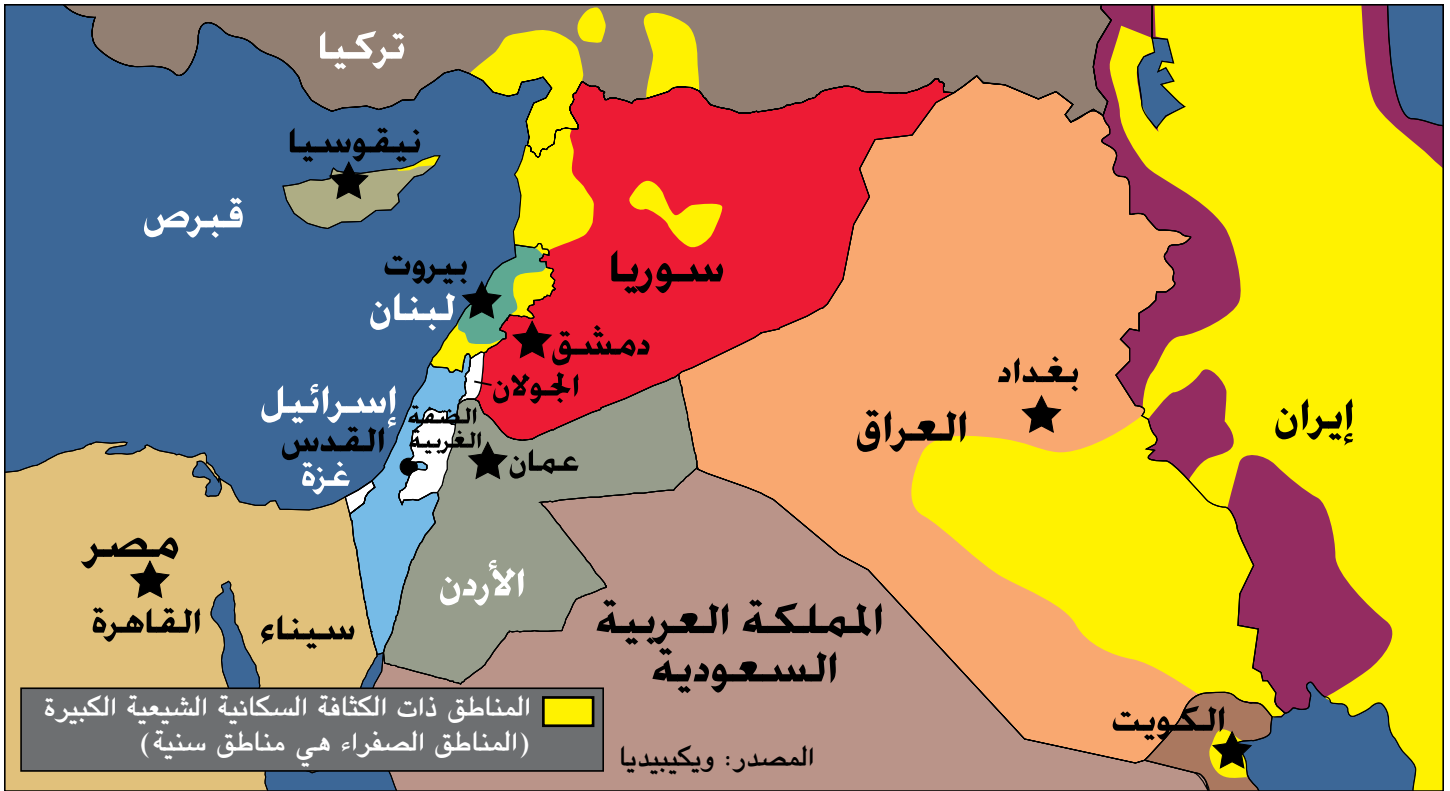 تركيا
نيقوسيا
قبرص
سوريا
بيروت
لبنان
دمشق
الجولان
بغداد
إيران
العراق
إسرائيل
الضفة
الغربية
القدس
غزة
عمان
مصر
القاهرة
سيناء
الأردن
المملكة العربية
السعودية
الكويت
المناطق ذات الكثافة السكانية الشيعية الكبيرة
(المناطق الصفراء هي مناطق سنية)
المصدر: ويكيبيديا